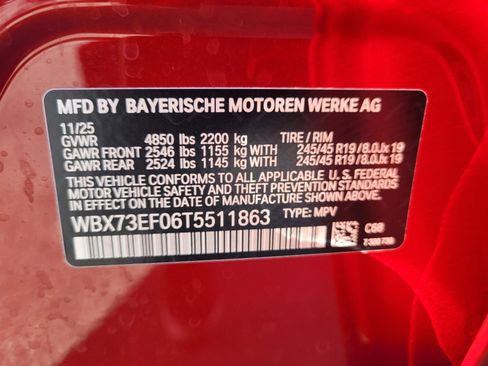 MFD BY BAYERISCHE MOTOREN WERKE AG
11/25
GVWR 4850 lbs 2200 kg TIRE / RIM
GAWR FRONT 2546 lbs 1155 kg WITH 245/45 R19 /8.0Jx19
GAWR REAR 2524 lbs 1145 kg WITH 245/45 R19 /8.0Jx19
THIS VEHICLE CONFORMS TO ALL APPLICABLE U.S. FEDERAL
MOTOR VEHICLE SAFETY AND THEFT PREVENTION STANDARDS
IN EFFECT ON THE DATE OF MANUFACTURE SHOWN ABOVE.
WBX73EF06T5511863 TYPE: MPV
C68